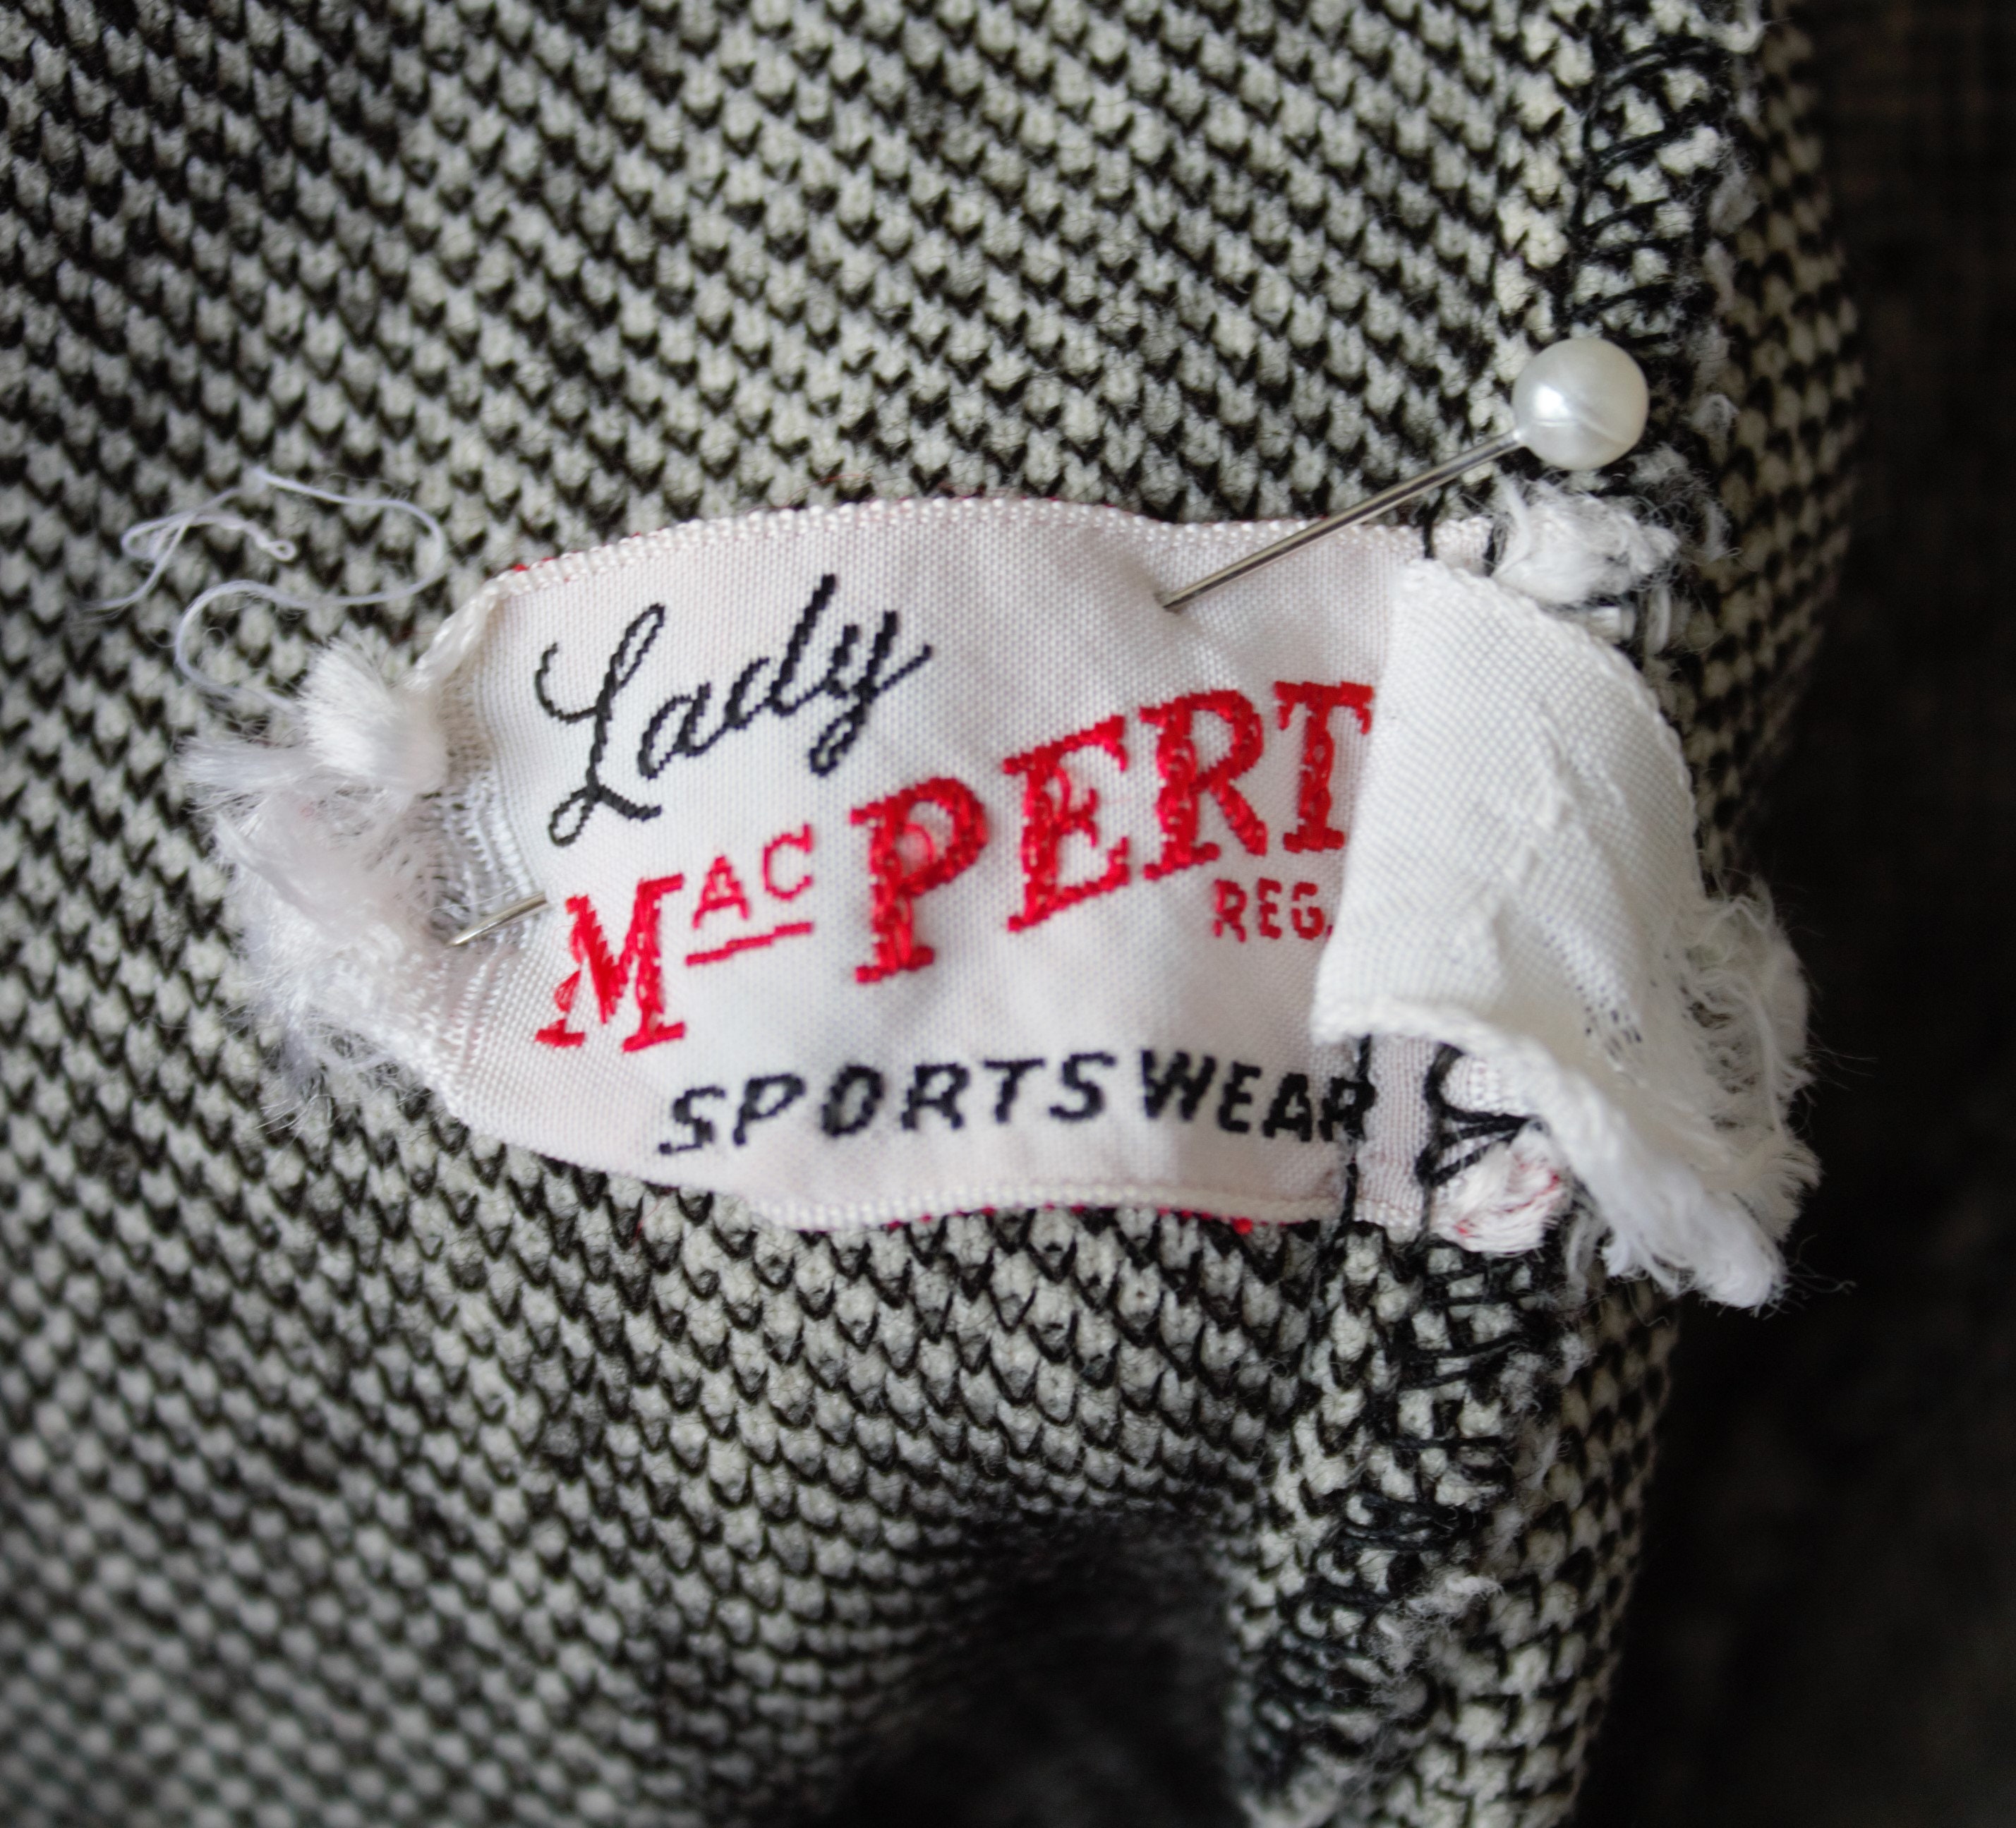 Lady
MAC PERT
REG.
SPORTSWEAR